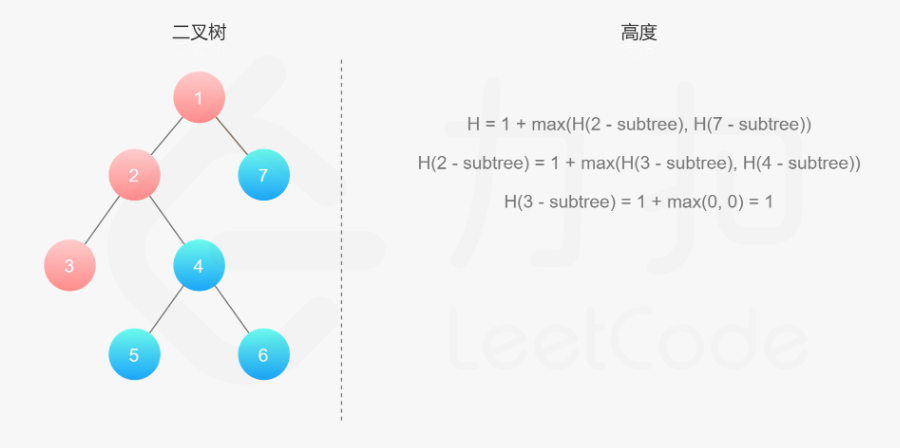 二叉树
高度
1
2
7
3
4
5
6
H = 1 + max(H(2 - subtree), H(7 - subtree))
H(2 - subtree) = 1 + max(H(3 - subtree), H(4 - subtree))
H(3 - subtree) = 1 + max(0, 0) = 1
力扣
LeetCode